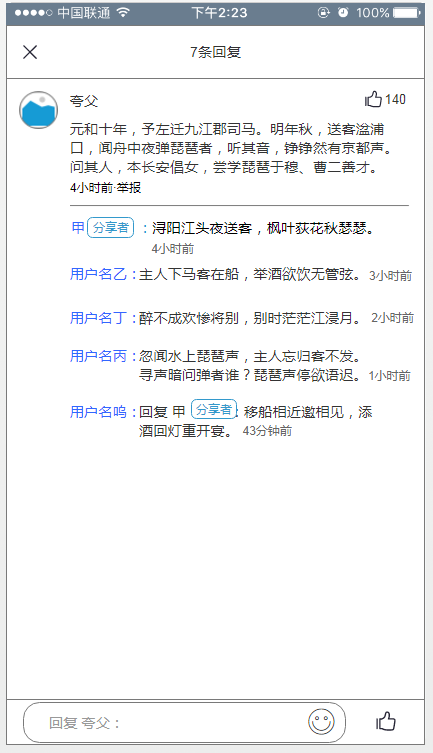 中国联通 下午2:23 100%
7条回复
夸父 140
元和十年，予左迁九江郡司马。明年秋，送客湓浦
口，闻舟中夜弹琵琶者，听其音，铮铮然有京都声。
问其人，本长安倡女，尝学琵琶于穆、曹二善才。
4小时前·举报
甲 分享者 ：浔阳江头夜送客，枫叶荻花秋瑟瑟。
4小时前
用户名乙：主人下马客在船，举酒欲饮无管弦。 3小时前
用户名丁：醉不成欢惨将别，别时茫茫江浸月。 2小时前
用户名丙：忽闻水上琵琶声，主人忘归客不发。
寻声暗问弹者谁？琵琶声停欲语迟。 1小时前
用户名呜：回复 甲 分享者 ：移船相近邀相见，添
酒回灯重开宴。 43分钟前
回复 夸父：